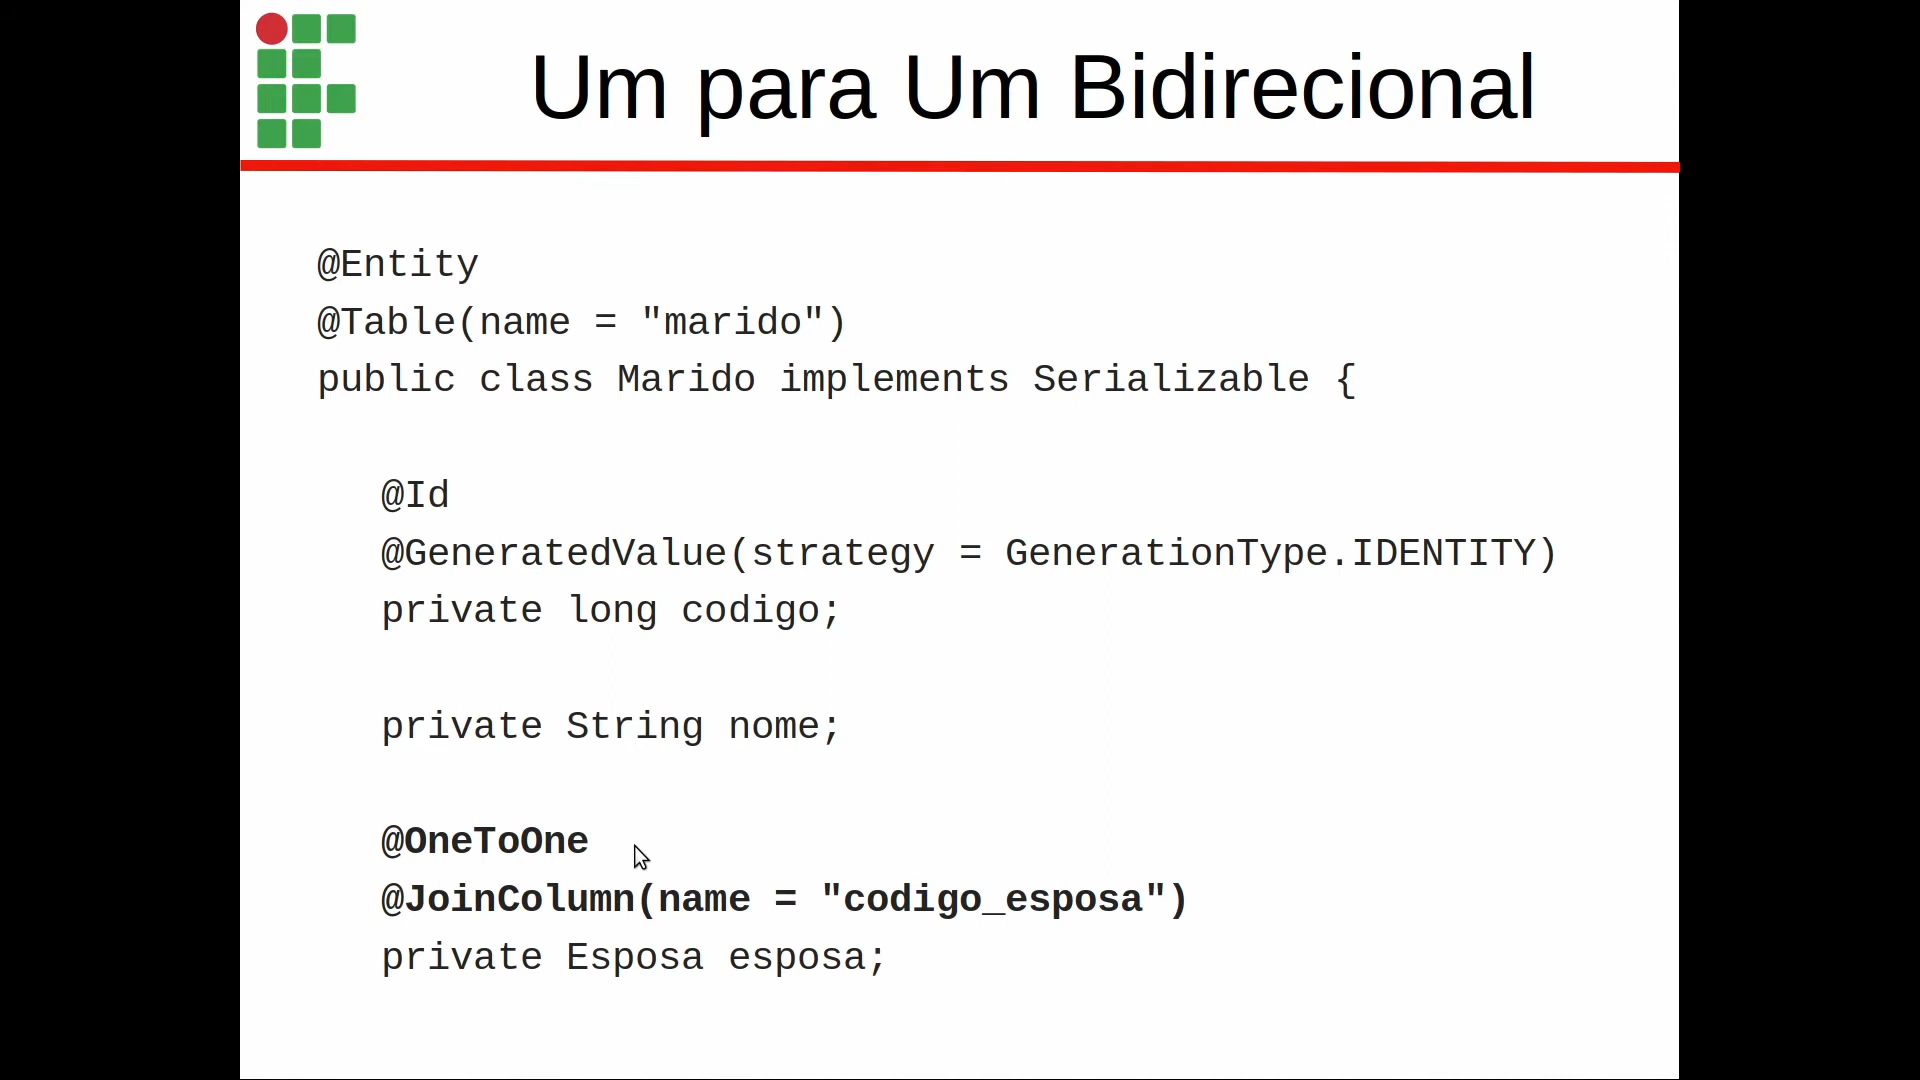 Um para Um Bidirecional
@Entity
@Table(name = "marido")
public class Marido implements Serializable {
@Id
@GeneratedValue(strategy = GenerationType.IDENTITY)
private long codigo;
private String nome;
@OneToOne
@JoinColumn(name = "codigo_esposa")
private Esposa esposa;